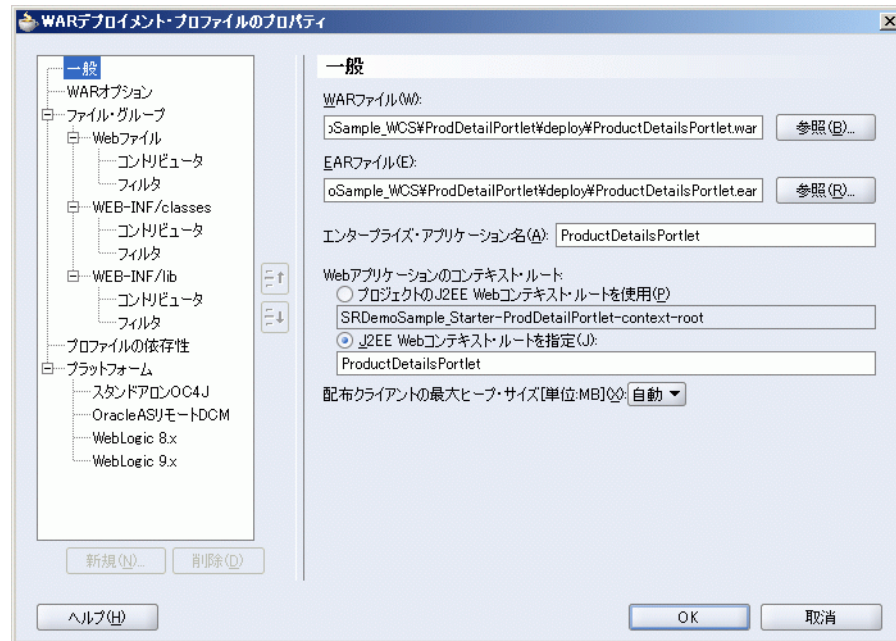 WARデプロイメント・プロファイルのプロパティ
一般
WARオプション
ファイル・グループ
Webファイル
コントリビュータ
フィルタ
WEB-INF/classes
コントリビュータ
フィルタ
WEB-INF/lib
コントリビュータ
フィルタ
プロファイルの依存性
プラットフォーム
スタンドアロンOC4J
OracleASリモートDCM
WebLogic 8.x
WebLogic 9.x
新規(N)...
削除(D)
一般
WARファイル(W):
oSample_WCS¥ProdDetailPortlet¥deploy¥ProductDetailsPortlet.war
参照(B)...
EARファイル(E):
oSample_WCS¥ProdDetailPortlet¥deploy¥ProductDetailsPortlet.ear
参照(R)...
エンタープライズ・アプリケーション名(A): ProductDetailsPortlet
Webアプリケーションのコンテキスト・ルート:
プロジェクトのJ2EE Webコンテキスト・ルートを使用(P)
SRDemoSample_Starter-ProdDetailPortlet-context-root
J2EE Webコンテキスト・ルートを指定(J):
ProductDetailsPortlet
配布クライアントの最大ヒープ・サイズ[単位:MB](X): 自動
ヘルプ(H)
OK
取消